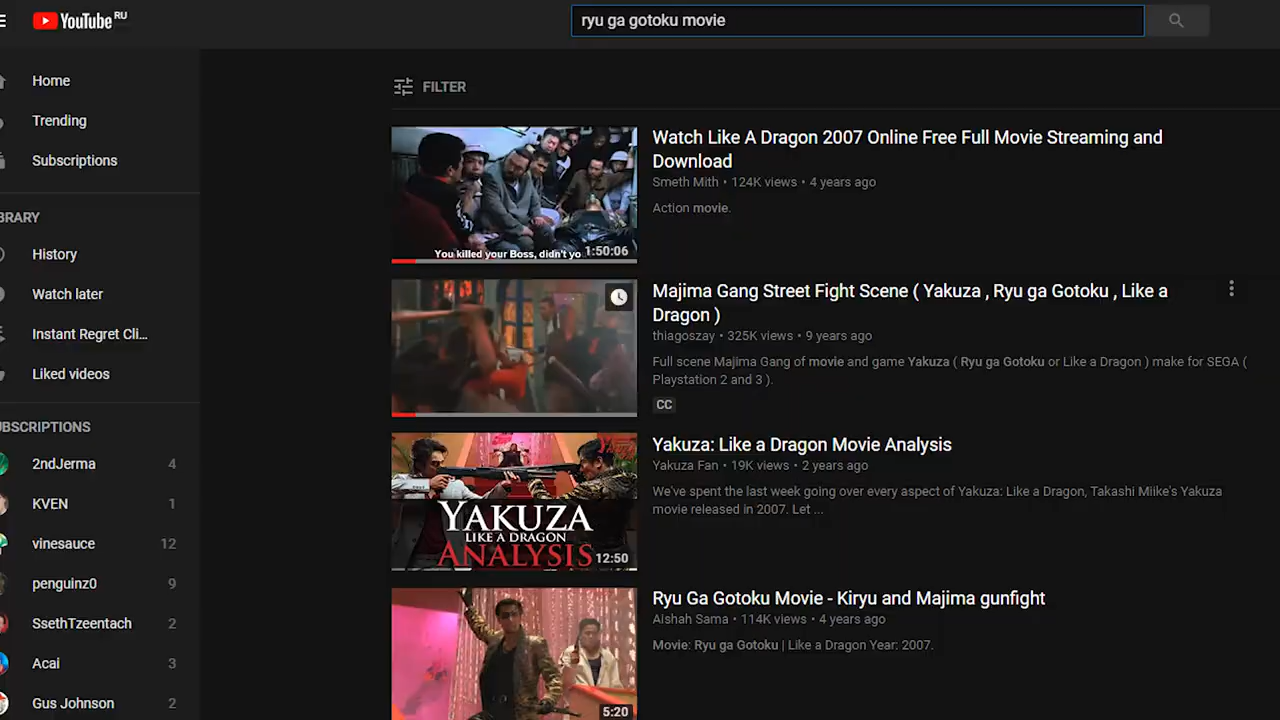 YouTube RU
ryu ga gotoku movie
Home
Trending
Subscriptions
BRARY
History
Watch later
Instant Regret Cli...
Liked videos
UBSCRIPTIONS
2ndJerma 4
KVEN 1
vinesauce 12
penguinz0 9
SsethTzeentach 2
Acai 3
Gus Johnson 2
FILTER
You killed your Boss, didn't yo
1:50:06
Watch Like A Dragon 2007 Online Free Full Movie Streaming and
Download
Smeth Mith • 124K views • 4 years ago
Action movie.
Majima Gang Street Fight Scene ( Yakuza , Ryu ga Gotoku , Like a
Dragon )
thiagoszay • 325K views • 9 years ago
Full scene Majima Gang of movie and game Yakuza ( Ryu ga Gotoku or Like a Dragon ) make for SEGA (
Playstation 2 and 3 ).
CC
YAKUZA
LIKE A DRAGON
ANALYSIS
12:50
Yakuza: Like a Dragon Movie Analysis
Yakuza Fan • 19K views • 2 years ago
We've spent the last week going over every aspect of Yakuza: Like a Dragon, Takashi Miike's Yakuza
movie released in 2007. Let ...
5:20
Ryu Ga Gotoku Movie - Kiryu and Majima gunfight
Aishah Sama • 114K views • 4 years ago
Movie: Ryu ga Gotoku | Like a Dragon Year: 2007.